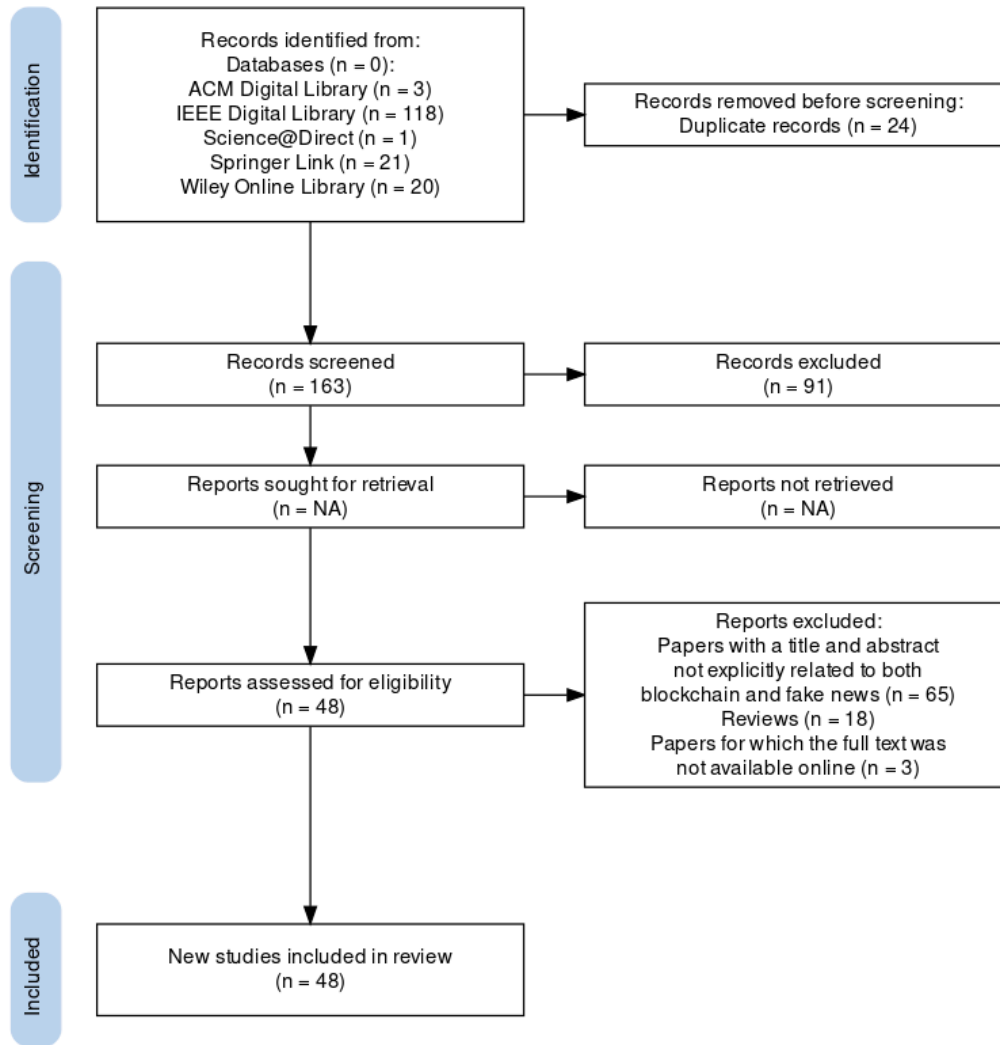 Identification
Records identified from:
Databases (n = 0):
ACM Digital Library (n = 3)
IEEE Digital Library (n = 118)
Science@Direct (n = 1)
Springer Link (n = 21)
Wiley Online Library (n = 20)
Records removed before screening:
Duplicate records (n = 24)
Screening
Records screened
(n = 163)
Records excluded
(n = 91)
Reports sought for retrieval
(n = NA)
Reports not retrieved
(n = NA)
Reports assessed for eligibility
(n = 48)
Reports excluded:
Papers with a title and abstract
not explicitly related to both
blockchain and fake news (n = 65)
Reviews (n = 18)
Papers for which the full text was
not available online (n = 3)
Included
New studies included in review
(n = 48)